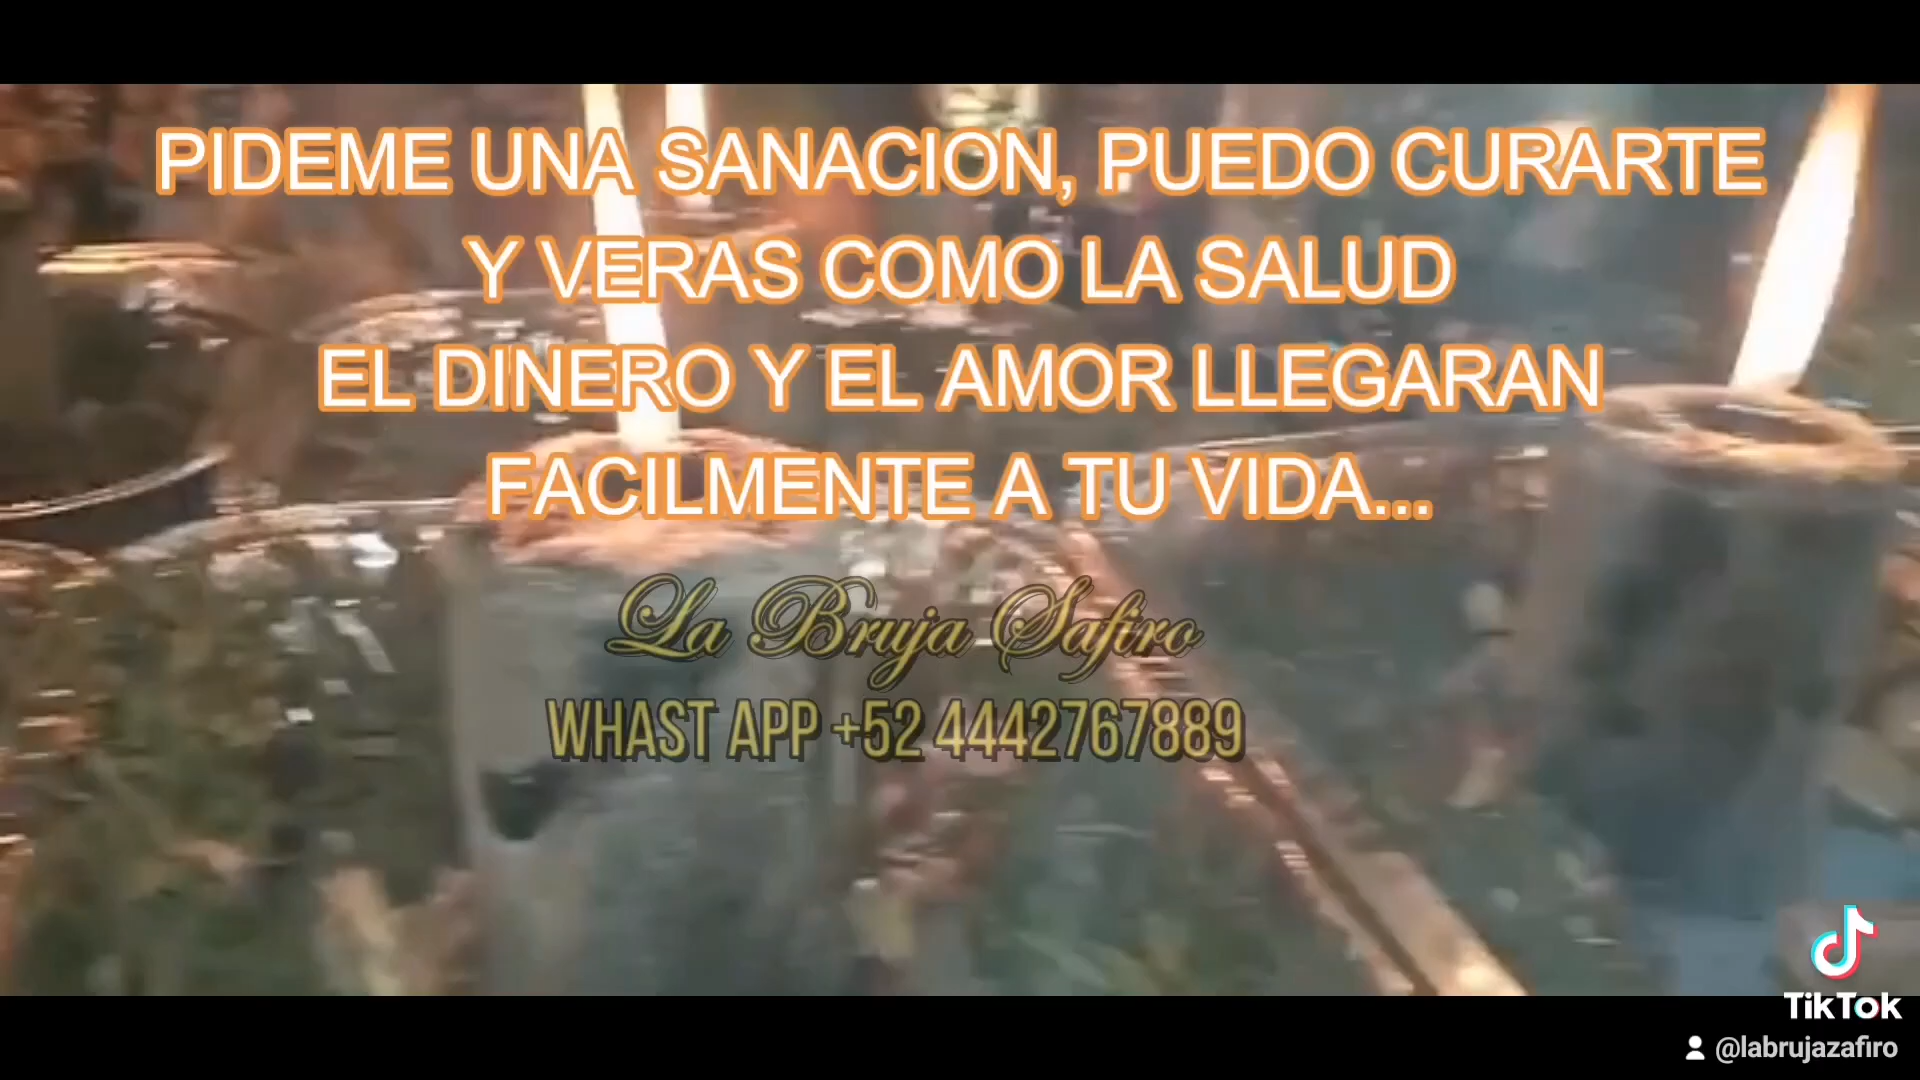 PIDEME UNA SANACION, PUEDO CURARTE
Y VERAS COMO LA SALUD
EL DINERO Y EL AMOR LLEGARAN
FACILMENTE A TU VIDA...
La Bruja Safiro
WHAST APP +52 4442767889
TikTok
@labrujazafiro